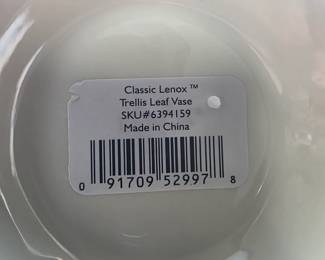 Classic Lenox ™
Trellis Leaf Vase
SKU#6394159
Made in China
0 91709 52997 8